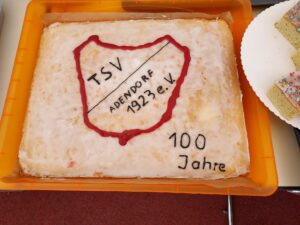 TSV
ADENDORF
1923 e.V.
100
Jahre